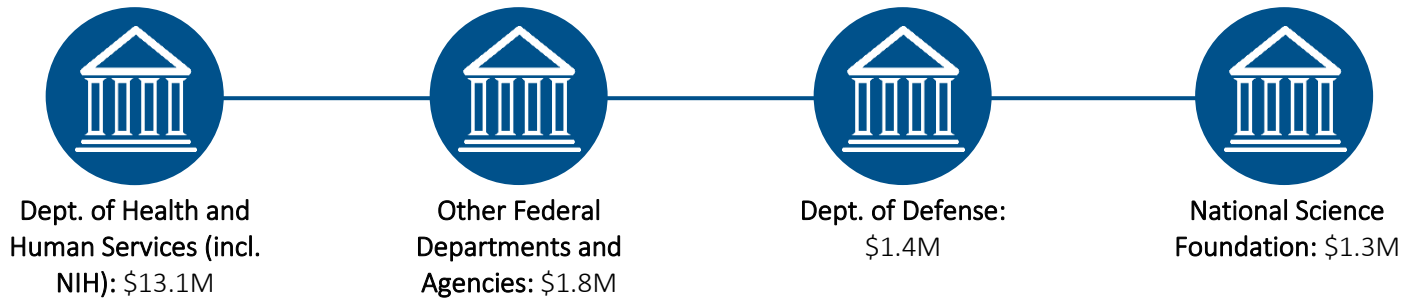 Dept. of Health and
Human Services (incl.
NIH): $13.1M
Other Federal
Departments and
Agencies: $1.8M
Dept. of Defense:
$1.4M
National Science
Foundation: $1.3M